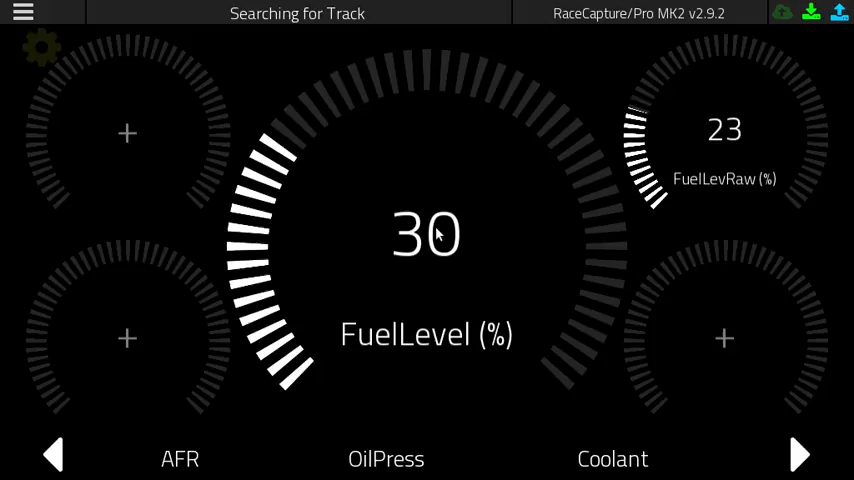 Searching for Track
RaceCapture/Pro MK2 v2.9.2
+
23
FuelLevRaw (%)
30
FuelLevel (%)
+
+
AFR
OilPress
Coolant